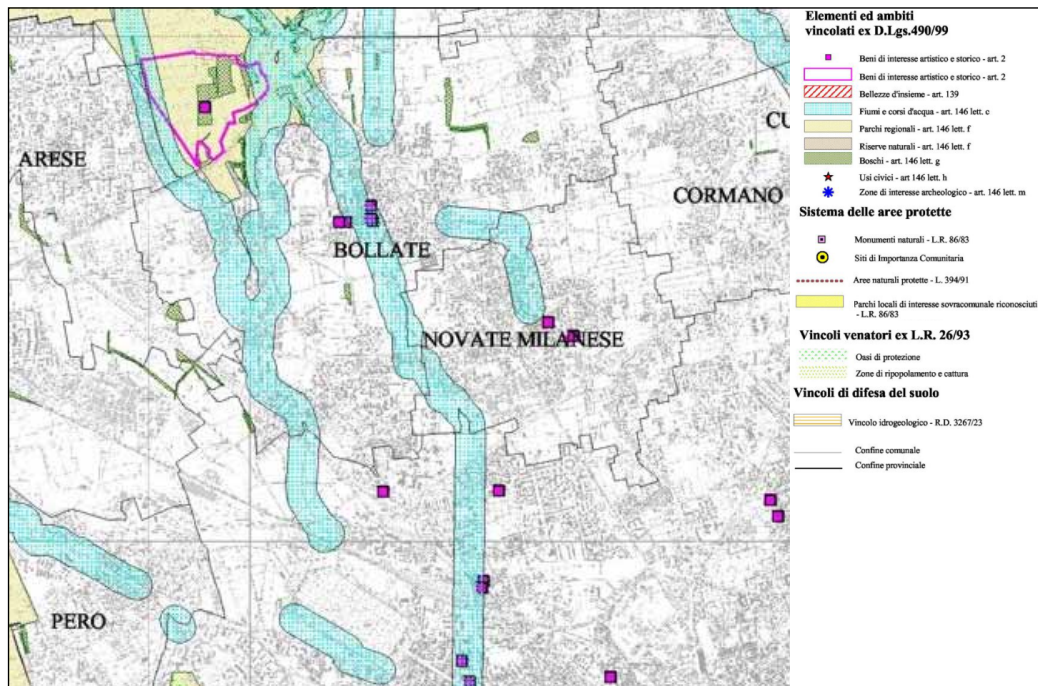 ARESE
BOLLATE
CORMANO
CU
NOVATE MILANESE
PERO
Elementi ed ambiti
vincolati ex D.Lgs.490/99
Beni di interesse artistico e storico - art. 2
Beni di interesse artistico e storico - art. 2
Bellezze d'insieme - art. 139
Fiumi e corsi d'acqua - art. 146 lett. c
Parchi regionali - art. 146 lett. f
Riserve naturali - art. 146 lett. f
Boschi - art. 146 lett. g
Usi civici - art 146 lett. h
Zone di interesse archeologico - art. 146 lett. m
Sistema delle aree protette
Monumenti naturali - L.R. 86/83
Siti di Importanza Comunitaria
Aree naturali protette - L. 394/91
Parchi locali di interesse sovracomunale riconosciuti
- L.R. 86/83
Vincoli venatori ex L.R. 26/93
Oasi di protezione
Zone di ripopolamento e cattura
Vincoli di difesa del suolo
Vincolo idrogeologico - R.D. 3267/23
Confine comunale
Confine provinciale